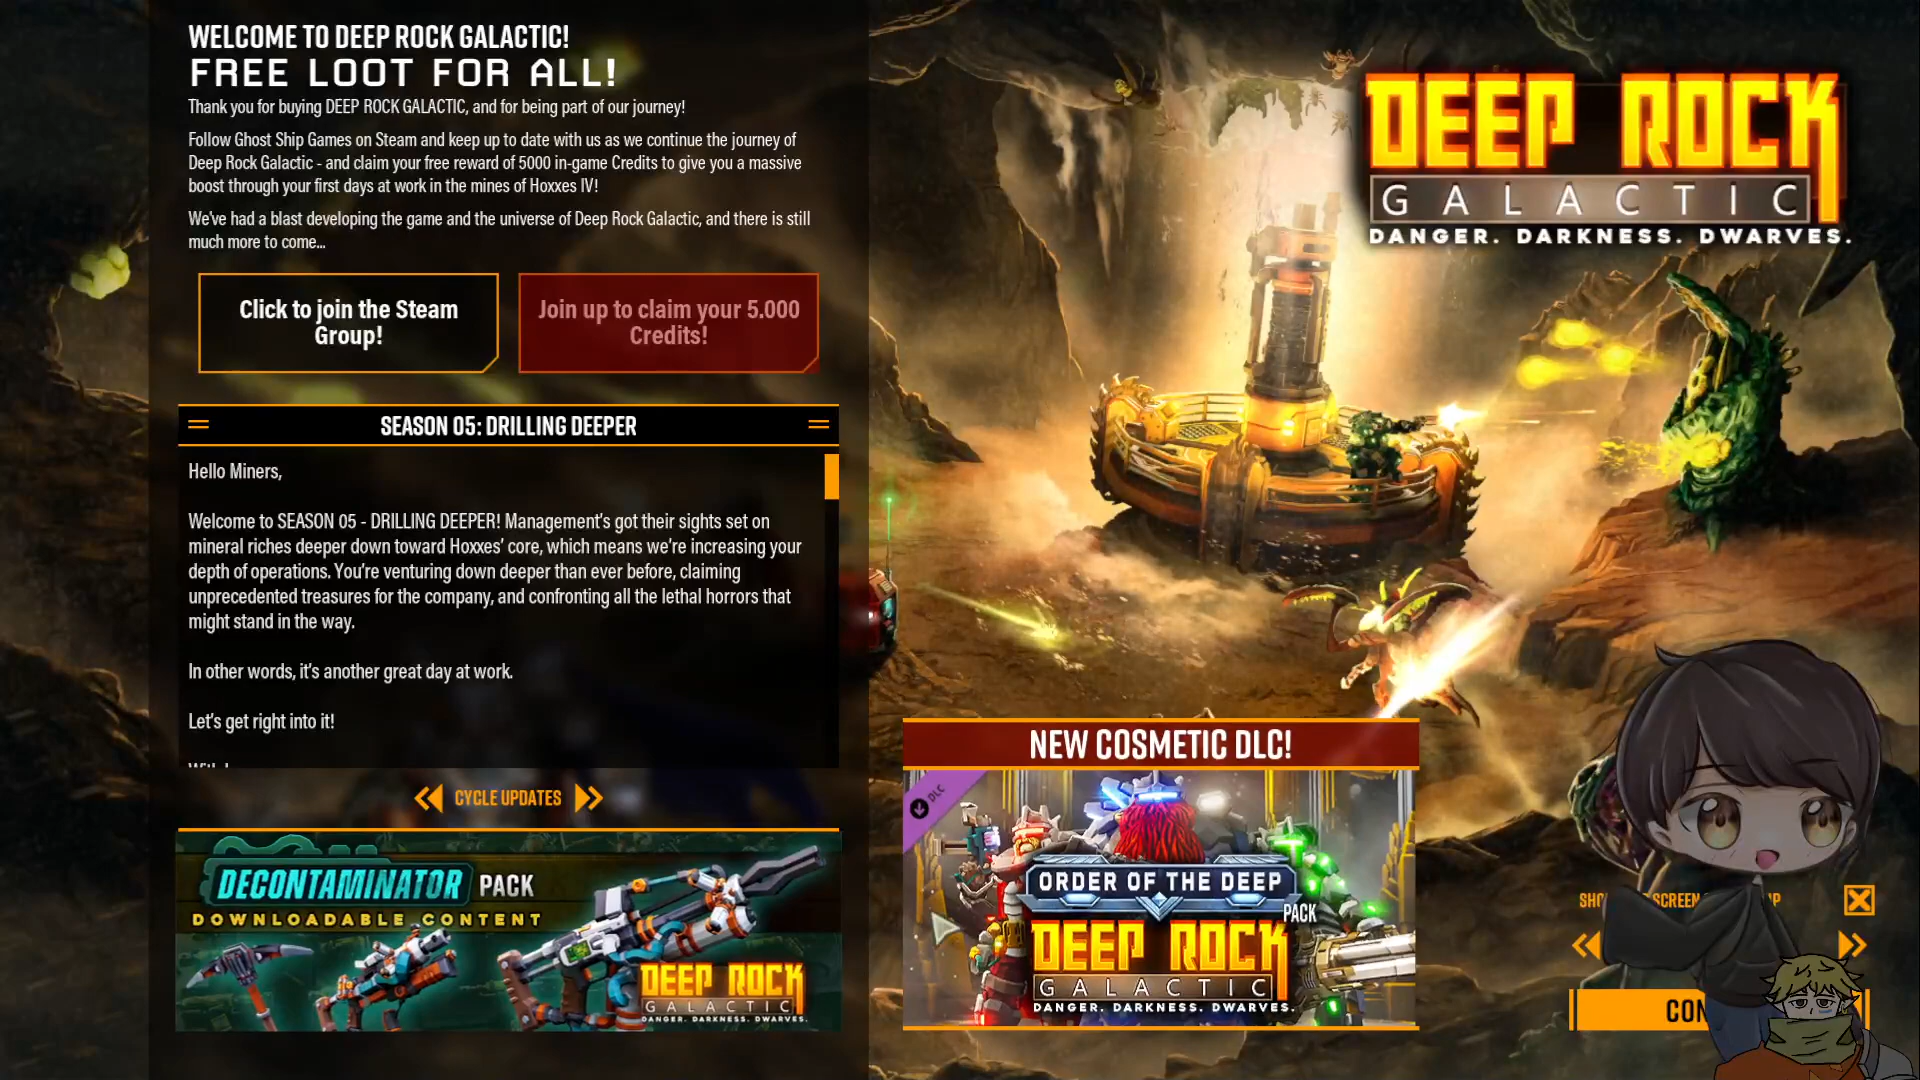 WELCOME TO DEEP ROCK GALACTIC!
FREE LOOT FOR ALL!
Thank you for buying DEEP ROCK GALACTIC, and for being part of our journey!
Follow Ghost Ship Games on Steam and keep up to date with us as we continue the journey of
Deep Rock Galactic - and claim your free reward of 5000 in-game Credits to give you a massive
boost through your first days at work in the mines of Hoxxes IV!
We've had a blast developing the game and the universe of Deep Rock Galactic, and there is still
much more to come...
Click to join the Steam
Group!
Join up to claim your 5.000
Credits!
SEASON 05: DRILLING DEEPER
Hello Miners,
Welcome to SEASON 05 - DRILLING DEEPER! Management's got their sights set on
mineral riches deeper down toward Hoxxes' core, which means we're increasing your
depth of operations. You're venturing down deeper than ever before, claiming
unprecedented treasures for the company, and confronting all the lethal horrors that
might stand in the way.
In other words, it's another great day at work.
Let's get right into it!
CYCLE UPDATES
DECONTAMINATOR PACK
DOWNLOADABLE CONTENT
DEEP ROCK
GALACTIC
DANGER. DARKNESS. DWARVES.
DEEP ROCK
GALACTIC
DANGER. DARKNESS. DWARVES.
NEW COSMETIC DLC!
DLC
ORDER OF THE DEEP
PACK
DEEP ROCK
GALACTIC
DANGER. DARKNESS. DWARVES.
SCREEN